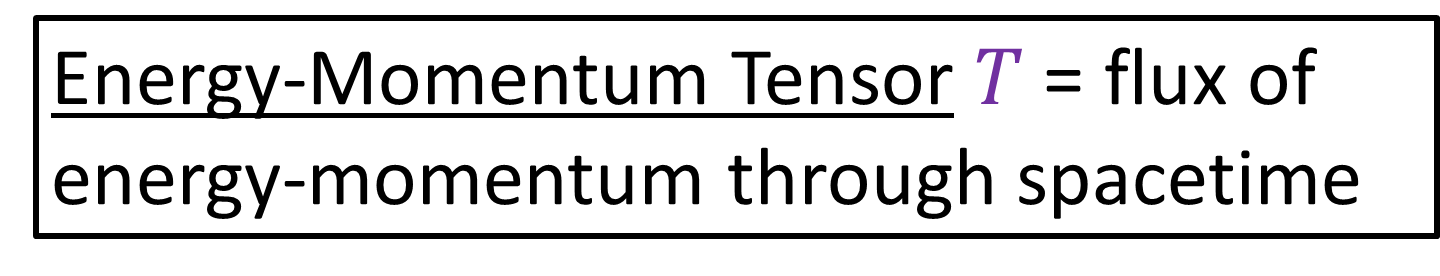 Energy-Momentum Tensor T = flux of
energy-momentum through spacetime